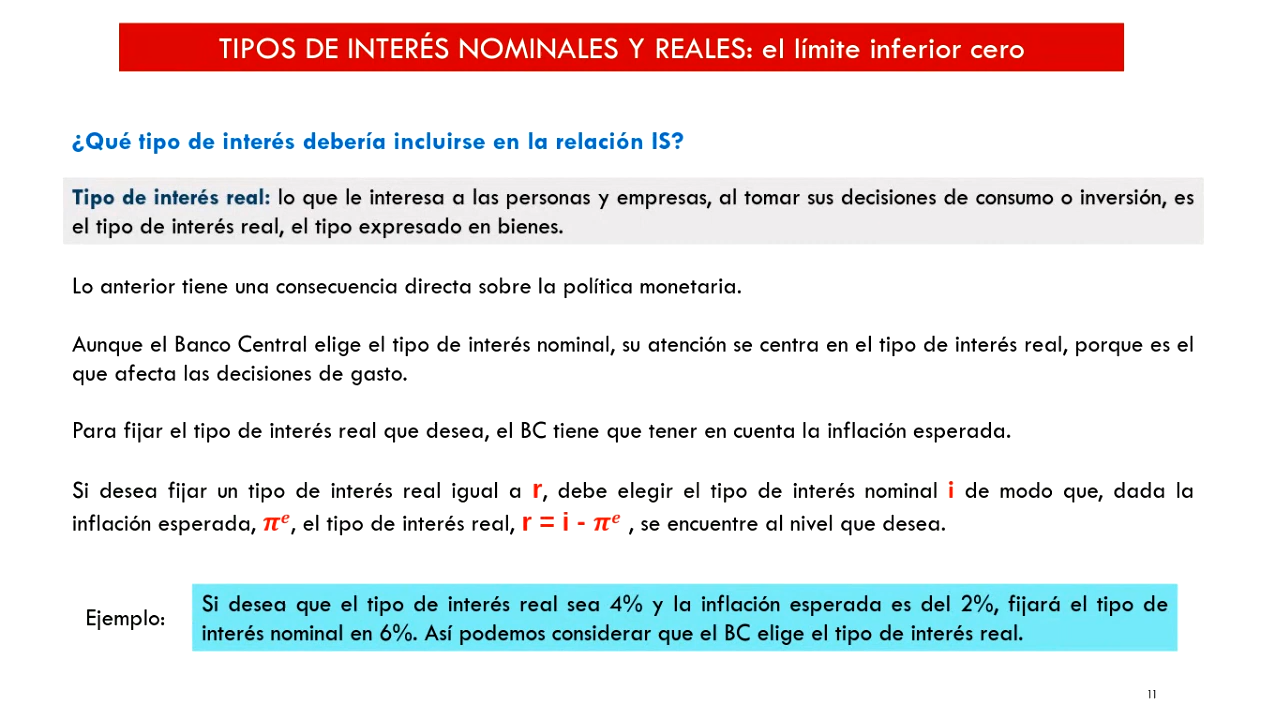 TIPOS DE INTERÉS NOMINALES Y REALES: el límite inferior cero
¿Qué tipo de interés debería incluirse en la relación IS?
Tipo de interés real: lo que le interesa a las personas y empresas, al tomar sus decisiones de consumo o inversión, es
el tipo de interés real, el tipo expresado en bienes.
Lo anterior tiene una consecuencia directa sobre la política monetaria.
Aunque el Banco Central elige el tipo de interés nominal, su atención se centra en el tipo de interés real, porque es el
que afecta las decisiones de gasto.
Para fijar el tipo de interés real que desea, el BC tiene que tener en cuenta la inflación esperada.
Si desea fijar un tipo de interés real igual a r, debe elegir el tipo de interés nominal i de modo que, dada la
inflación esperada, πᵉ, el tipo de interés real, r = i - πᵉ , se encuentre al nivel que desea.
Ejemplo:
Si desea que el tipo de interés real sea 4% y la inflación esperada es del 2%, fijará el tipo de
interés nominal en 6%. Así podemos considerar que el BC elige el tipo de interés real.
11